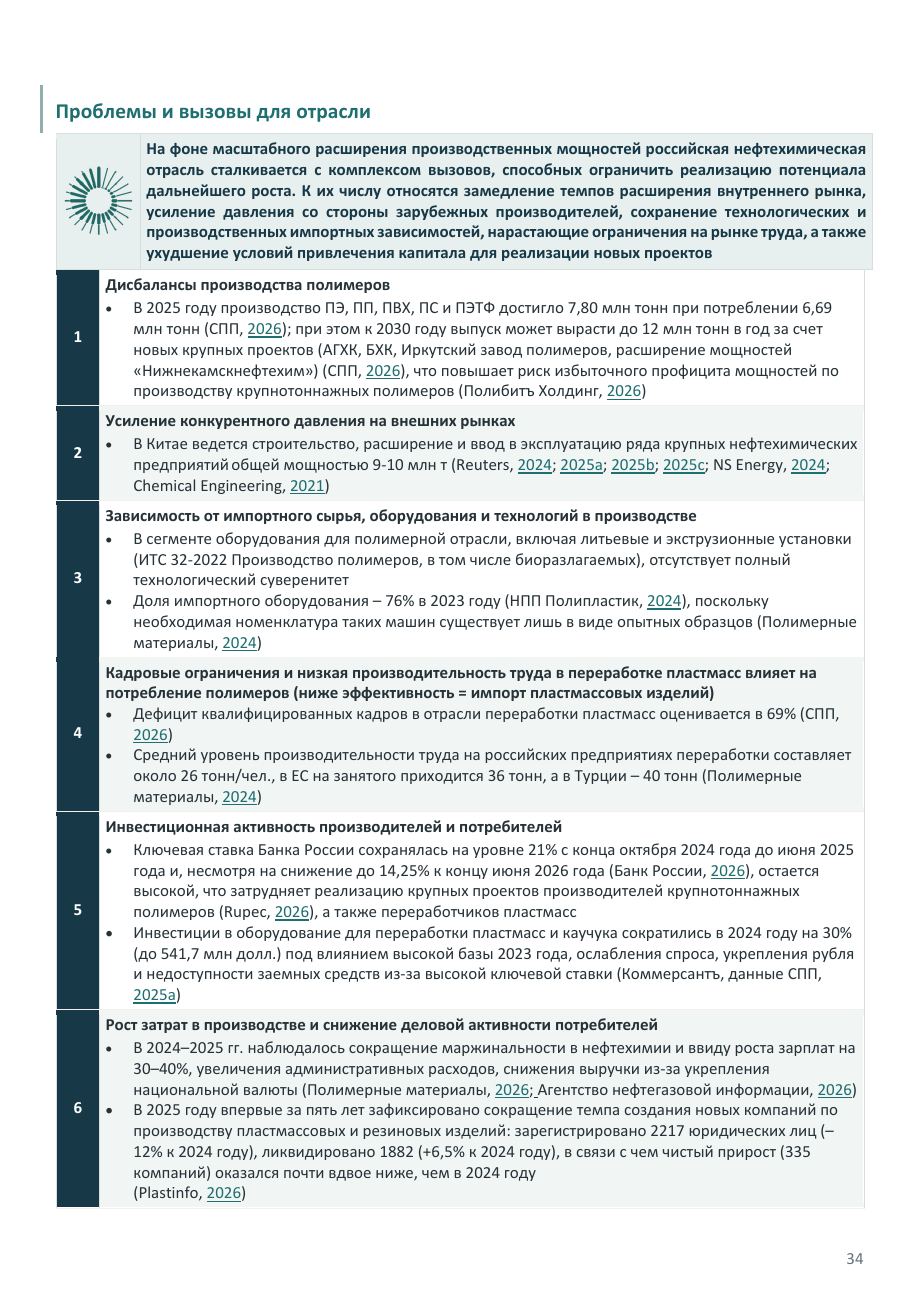 Проблемы и вызовы для отрасли
На фоне масштабного расширения производственных мощностей российская нефтехимическая
отрасль сталкивается с комплексом вызовов, способных ограничить реализацию потенциала
дальнейшего роста. К их числу относятся замедление темпов расширения внутреннего рынка,
усиление давления со стороны зарубежных производителей, сохранение технологических и
производственных импортных зависимостей, нарастающие ограничения на рынке труда, а также
ухудшение условий привлечения капитала для реализации новых проектов
1
Дисбалансы производства полимеров
• В 2025 году производство ПЭ, ПП, ПВХ, ПС и ПЭТФ достигло 7,80 млн тонн при потреблении 6,69
млн тонн (СПП, 2026); при этом к 2030 году выпуск может вырасти до 12 млн тонн в год за счет
новых крупных проектов (АГХК, БХК, Иркутский завод полимеров, расширение мощностей
«Нижнекамскнефтехим») (СПП, 2026), что повышает риск избыточного профицита мощностей по
производству крупнотоннажных полимеров (Полибитъ Холдинг, 2026)
2
Усиление конкурентного давления на внешних рынках
• В Китае ведется строительство, расширение и ввод в эксплуатацию ряда крупных нефтехимических
предприятий общей мощностью 9-10 млн т (Reuters, 2024; 2025a; 2025b; 2025c; NS Energy, 2024;
Chemical Engineering, 2021)
3
Зависимость от импортного сырья, оборудования и технологий в производстве
• В сегменте оборудования для полимерной отрасли, включая литьевые и экструзионные установки
(ИТС 32-2022 Производство полимеров, в том числе биоразлагаемых), отсутствует полный
технологический суверенитет
• Доля импортного оборудования – 76% в 2023 году (НПП Полипластик, 2024), поскольку
необходимая номенклатура таких машин существует лишь в виде опытных образцов (Полимерные
материалы, 2024)
4
Кадровые ограничения и низкая производительность труда в переработке пластмасс влияет на
потребление полимеров (ниже эффективность = импорт пластмассовых изделий)
• Дефицит квалифицированных кадров в отрасли переработки пластмасс оценивается в 69% (СПП,
2026)
• Средний уровень производительности труда на российских предприятиях переработки составляет
около 26 тонн/чел., в ЕС на занятого приходится 36 тонн, а в Турции – 40 тонн (Полимерные
материалы, 2024)
5
Инвестиционная активность производителей и потребителей
• Ключевая ставка Банка России сохранялась на уровне 21% с конца октября 2024 года до июня 2025
года и, несмотря на снижение до 14,25% к концу июня 2026 года (Банк России, 2026), остается
высокой, что затрудняет реализацию крупных проектов производителей крупнотоннажных
полимеров (Rupec, 2026), а также переработчиков пластмасс
• Инвестиции в оборудование для переработки пластмасс и каучука сократились в 2024 году на 30%
(до 541,7 млн долл.) под влиянием высокой базы 2023 года, ослабления спроса, укрепления рубля
и недоступности заемных средств из-за высокой ключевой ставки (Коммерсантъ, данные СПП,
2025a)
6
Рост затрат в производстве и снижение деловой активности потребителей
• В 2024–2025 гг. наблюдалось сокращение маржинальности в нефтехимии и ввиду роста зарплат на
30–40%, увеличения административных расходов, снижения выручки из-за укрепления
национальной валюты (Полимерные материалы, 2026; Агентство нефтегазовой информации, 2026)
• В 2025 году впервые за пять лет зафиксировано сокращение темпа создания новых компаний по
производству пластмассовых и резиновых изделий: зарегистрировано 2217 юридических лиц (–
12% к 2024 году), ликвидировано 1882 (+6,5% к 2024 году), в связи с чем чистый прирост (335
компаний) оказался почти вдвое ниже, чем в 2024 году
(Plastinfo, 2026)
34